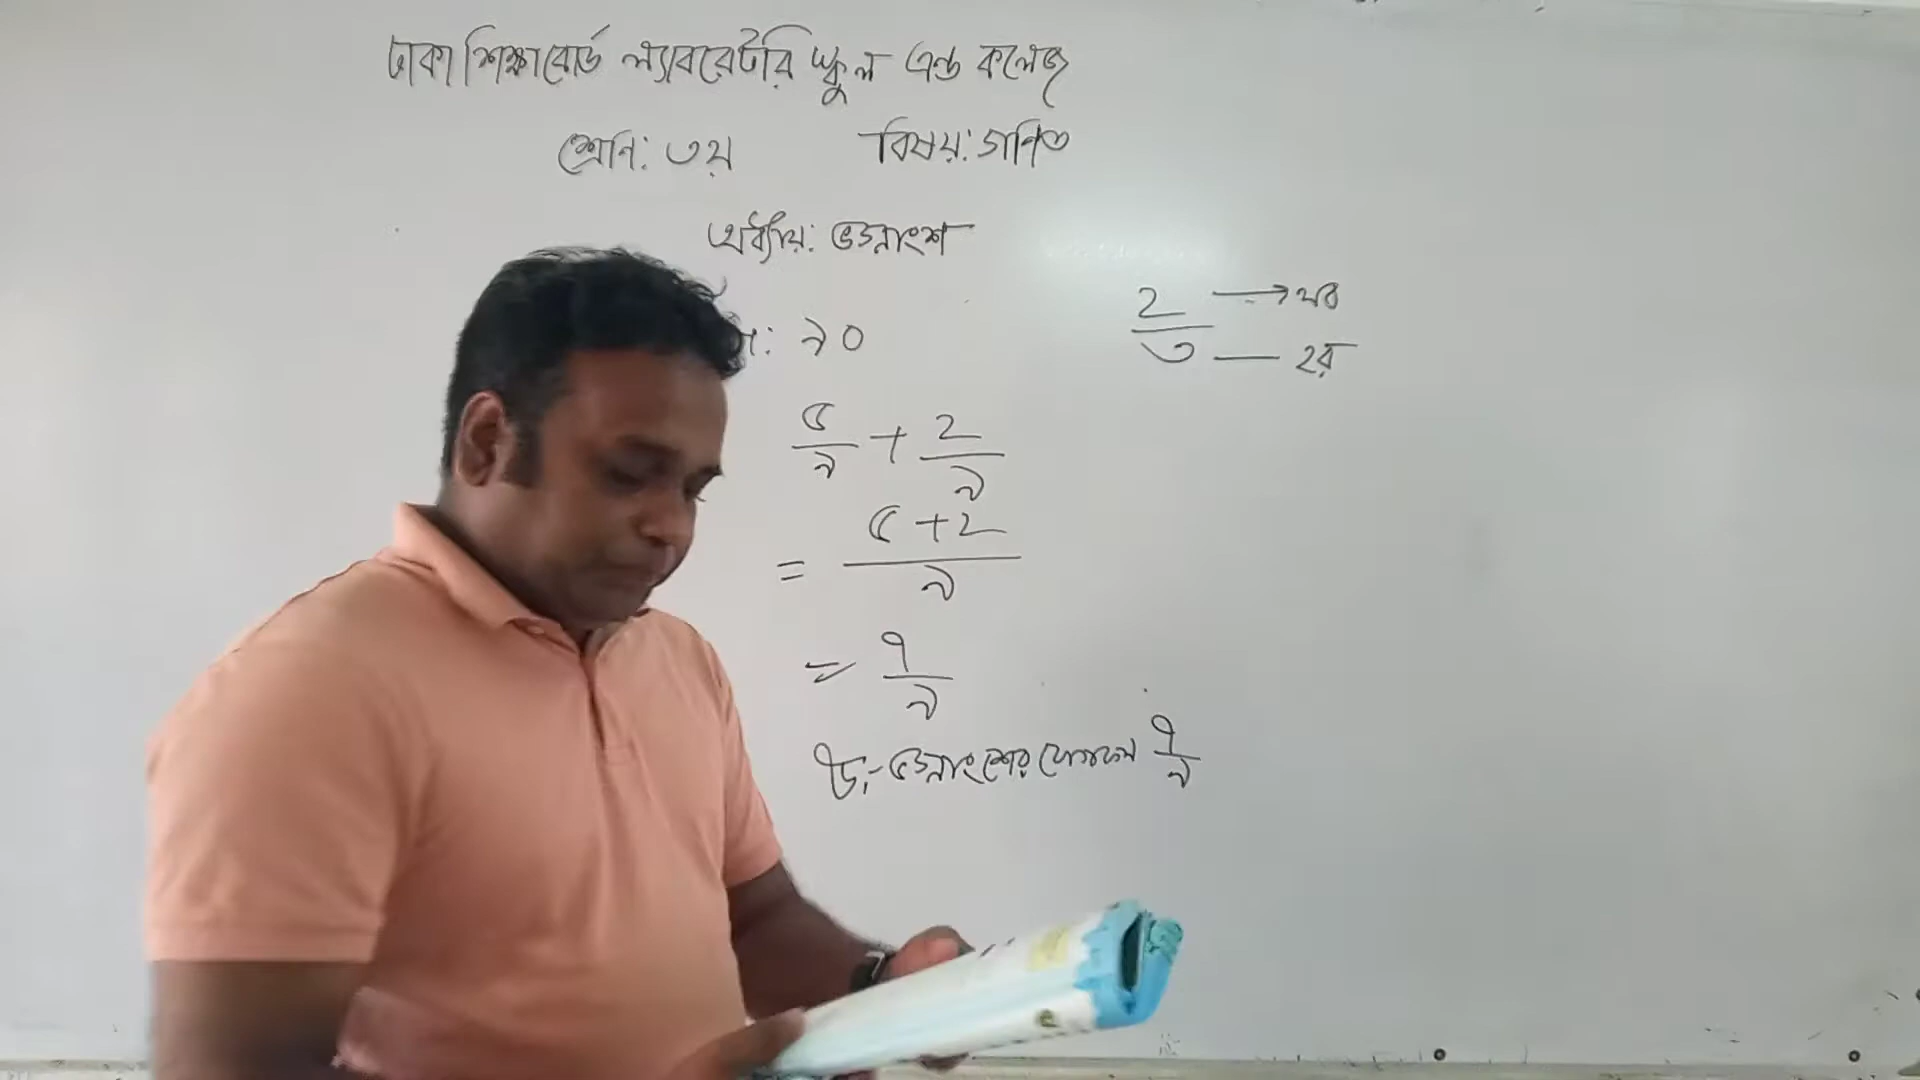 ঢাকা শিক্ষাবোর্ড ল্যাবরেটরি স্কুল এন্ড কলেজ
শ্রেণি: ৩য় বিষয়: গণিত
অধ্যায়: ভগ্নাংশ
: ৯০
২/৩ → লব — হর
৫/৯ + ২/৯
= (৫+২)/৯
= ৭/৯
উ:- ভগ্নাংশের যোগফল ৭/৯